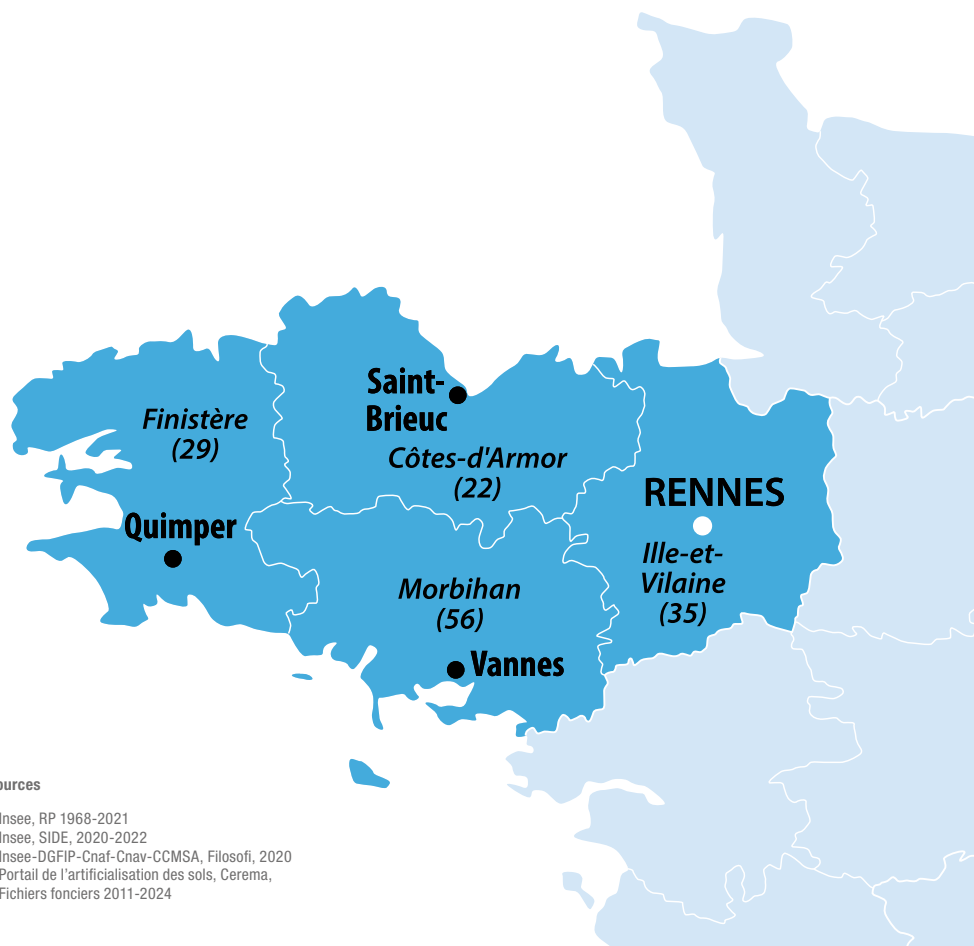 Saint-
Brieuc
Finistère
(29)
Côtes-d'Armor
(22)
RENNES
Quimper
Ille-et-
Vilaine
(35)
Morbihan
(56)
Vannes
ources
Insee, RP 1968-2021
Insee, SIDE, 2020-2022
Insee-DGFIP-Cnaf-Cnav-CCMSA, Filosofi, 2020
Portail de l'artificialisation des sols, Cerema,
Fichiers fonciers 2011-2024